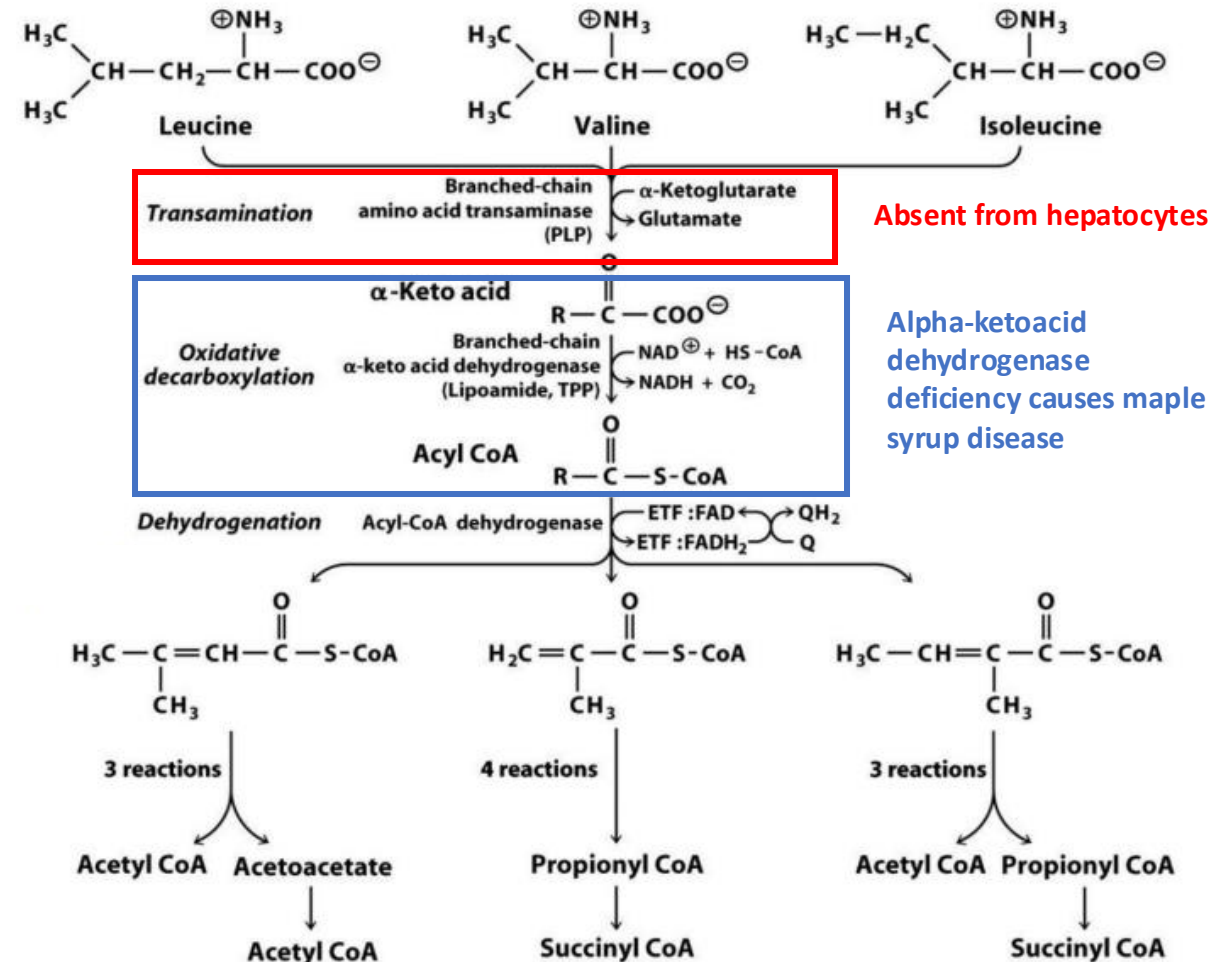 ⊕NH3
H3C
CH—CH2—CH—COO⊖
H3C
Leucine
⊕NH3
H3C
CH—CH—COO⊖
H3C
Valine
⊕NH3
H3C—H2C
CH—CH—COO⊖
H3C
Isoleucine
Transamination
Branched-chain
amino acid transaminase
(PLP)
α-Ketoglutarate
Glutamate
Absent from hepatocytes
α-Keto acid
O
R—C—COO⊖
Oxidative
decarboxylation
Branched-chain
α-keto acid dehydrogenase
(Lipoamide, TPP)
NAD⊕ + HS-CoA
NADH + CO2
Alpha-ketoacid
dehydrogenase
deficiency causes maple
syrup disease
Acyl CoA
O
R—C—S-CoA
Dehydrogenation
Acyl-CoA dehydrogenase
ETF :FAD
QH2
ETF :FADH2
Q
O
H3C—C=CH—C—S-CoA
CH3
O
H2C=C—C—S-CoA
CH3
O
H3C—CH=C—C—S-CoA
CH3
3 reactions
4 reactions
3 reactions
Acetyl CoA
Acetoacetate
Propionyl CoA
Acetyl CoA
Propionyl CoA
Acetyl CoA
Succinyl CoA
Succinyl CoA